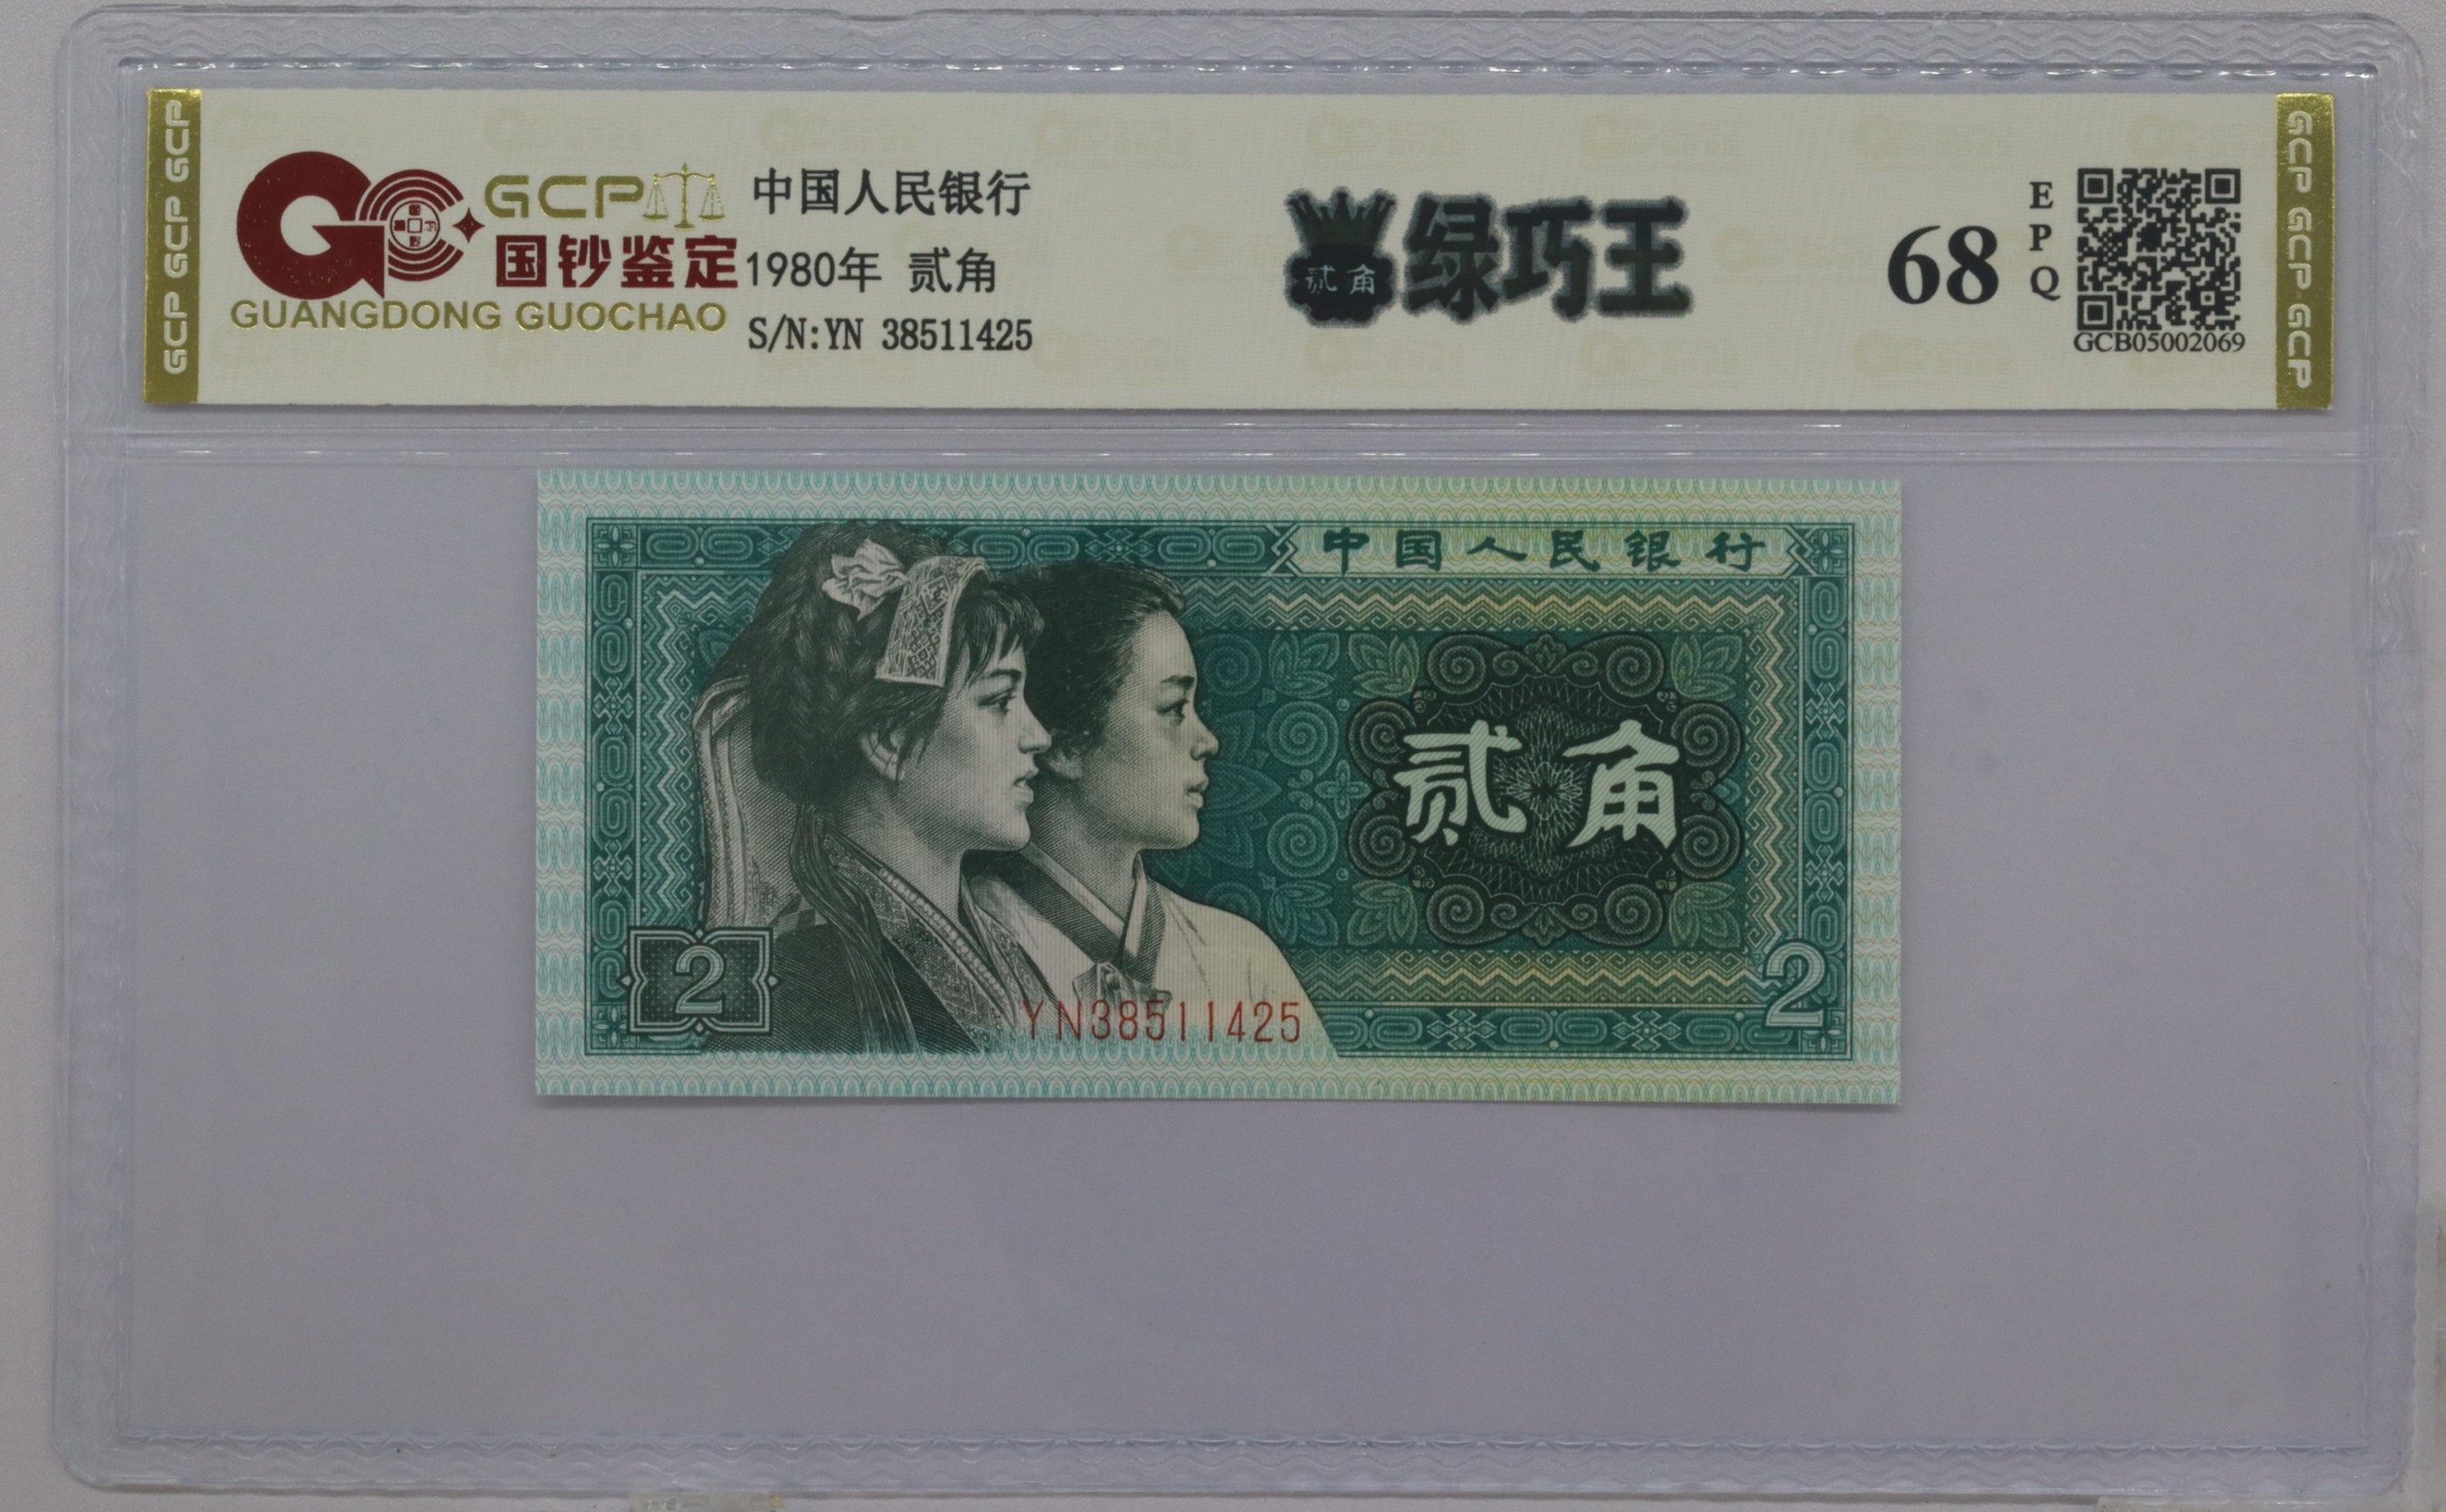 GCP GCP GCP
GCP
国钞鉴定
GUANGDONG GUOCHAO
中国人民银行
1980年 贰角
S/N:YN 38511425
贰角
绿巧王
68
EPQ
GCB05002069
GCP GCP GCP
中国人民银行
贰角
2
YN38511425
2